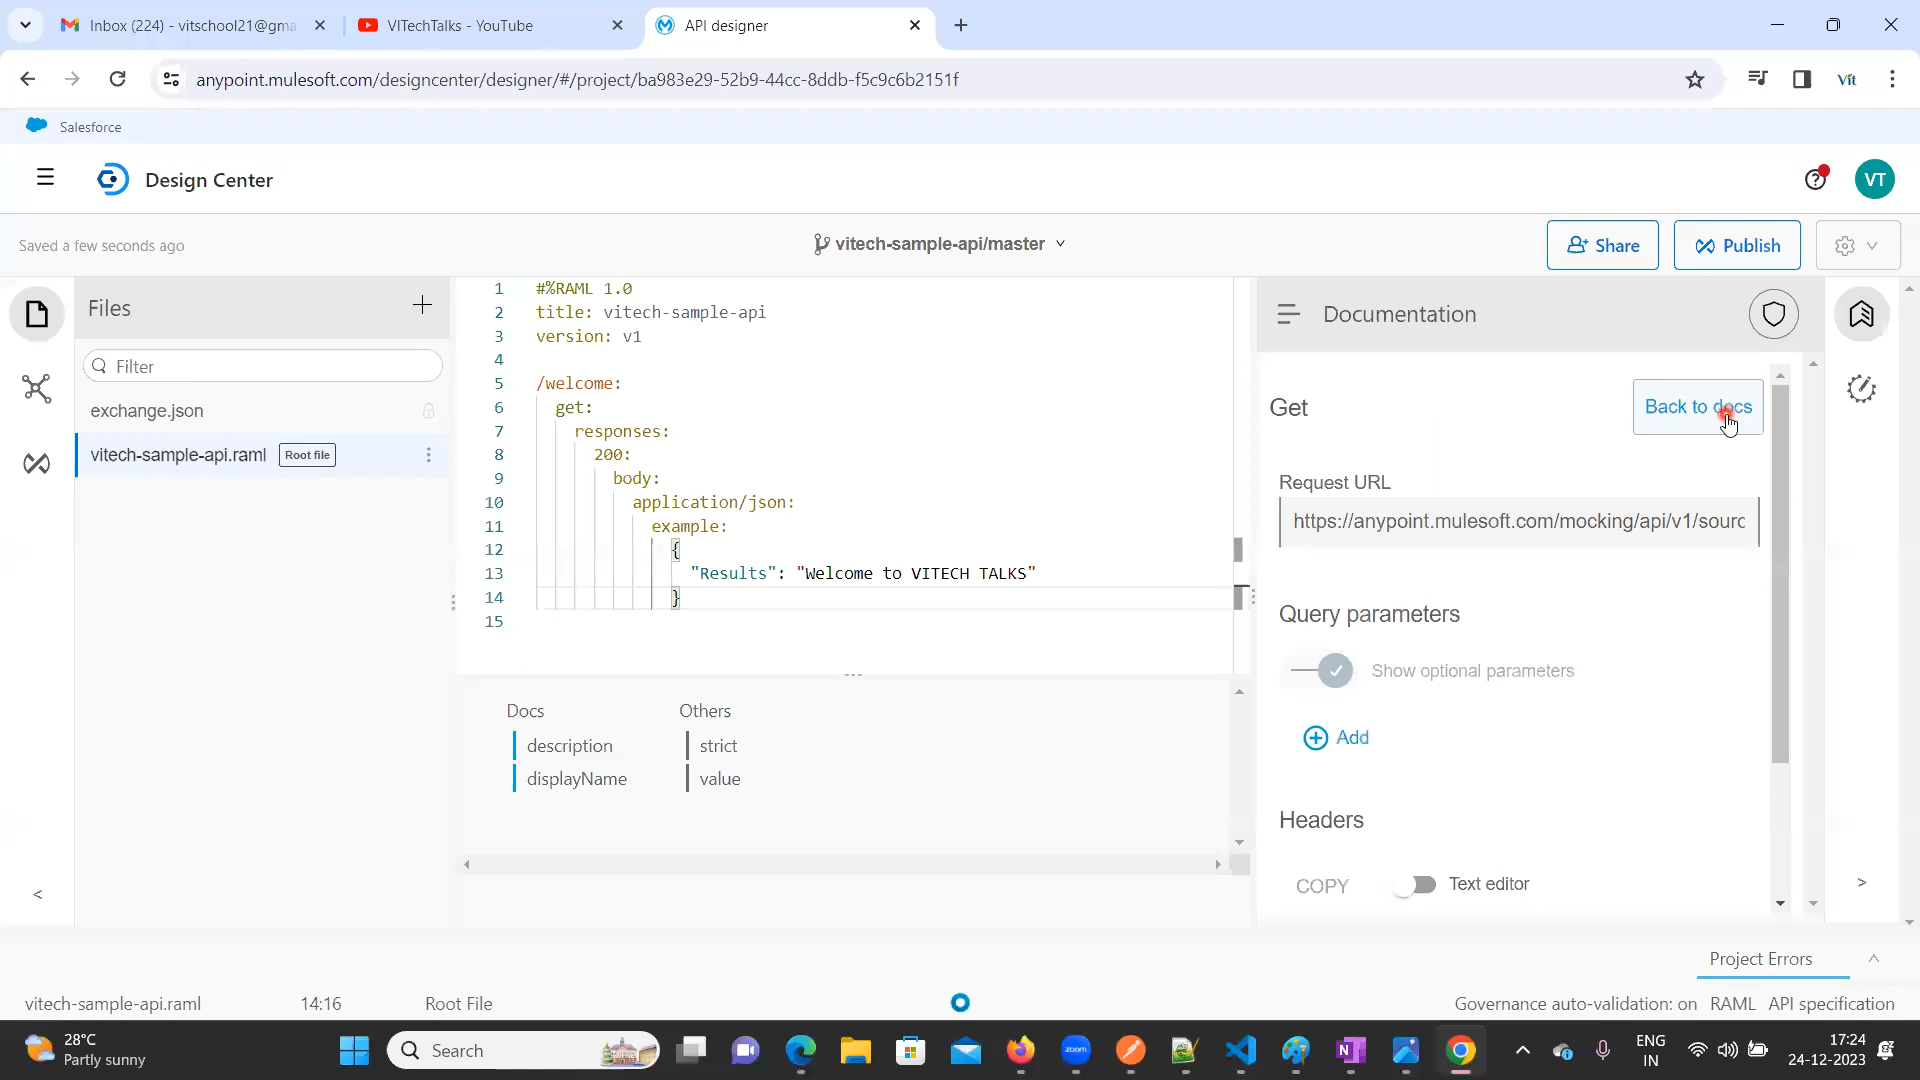 Inbox (224) - vitschool21@gma
VITechTalks - YouTube
API designer
anypoint.mulesoft.com/designcenter/designer/#/project/ba983e29-52b9-44cc-8ddb-f5c9c6b2151f
Vit
Salesforce
Design Center
VT
Saved a few seconds ago
vitech-sample-api/master
Share
Publish
Files
Filter
exchange.json
vitech-sample-api.raml
Root file
1 #%RAML 1.0
2 title: vitech-sample-api
3 version: v1
4
5 /welcome:
6 get:
7 responses:
8 200:
9 body:
10 application/json:
11 example:
12 {
13 "Results": "Welcome to VITECH TALKS"
14 }
15
Docs
description
displayName
Others
strict
value
Documentation
Get
Back to docs
Request URL
https://anypoint.mulesoft.com/mocking/api/v1/sourc
Query parameters
Show optional parameters
Add
Headers
COPY
Text editor
Project Errors
vitech-sample-api.raml
14:16
Root File
Governance auto-validation: on
RAML
API specification
28°C
Partly sunny
Search
zoom
ENG
IN
17:24
24-12-2023